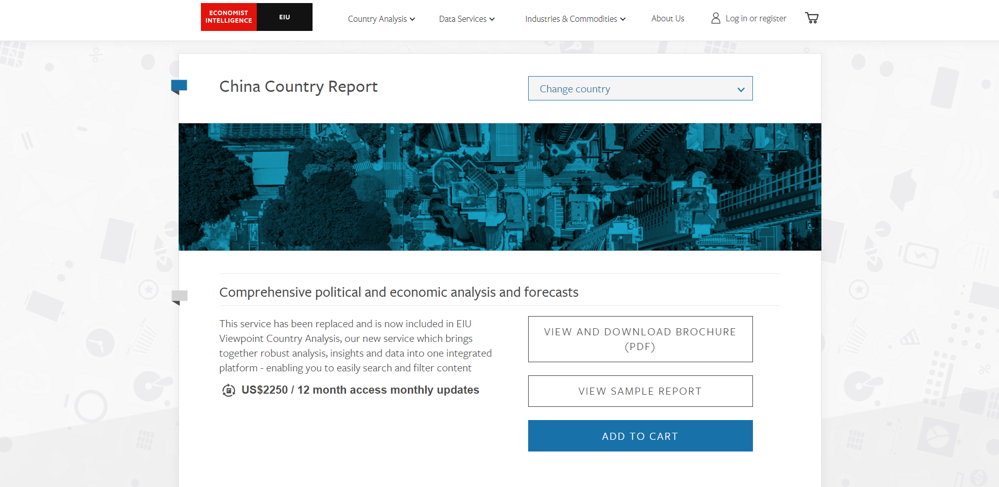 ECONOMIST
INTELLIGENCE
EIU
Country Analysis
Data Services
Industries & Commodities
About Us
Log in or register
China Country Report
Change country
Comprehensive political and economic analysis and forecasts
This service has been replaced and is now included in EIU
Viewpoint Country Analysis, our new service which brings
together robust analysis, insights and data into one integrated
platform - enabling you to easily search and filter content
US$2250 / 12 month access monthly updates
VIEW AND DOWNLOAD BROCHURE
(PDF)
VIEW SAMPLE REPORT
ADD TO CART